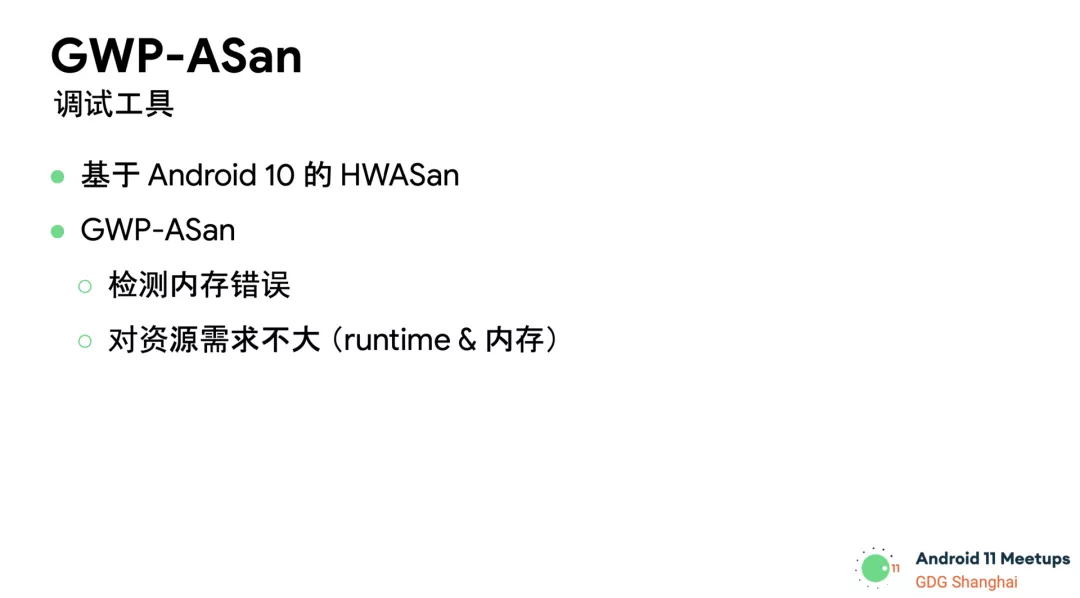 GWP-ASan
调试工具
基于 Android 10 的 HWASan
GWP-ASan
检测内存错误
对资源需求不大（runtime & 内存）
11
Android 11 Meetups
GDG Shanghai